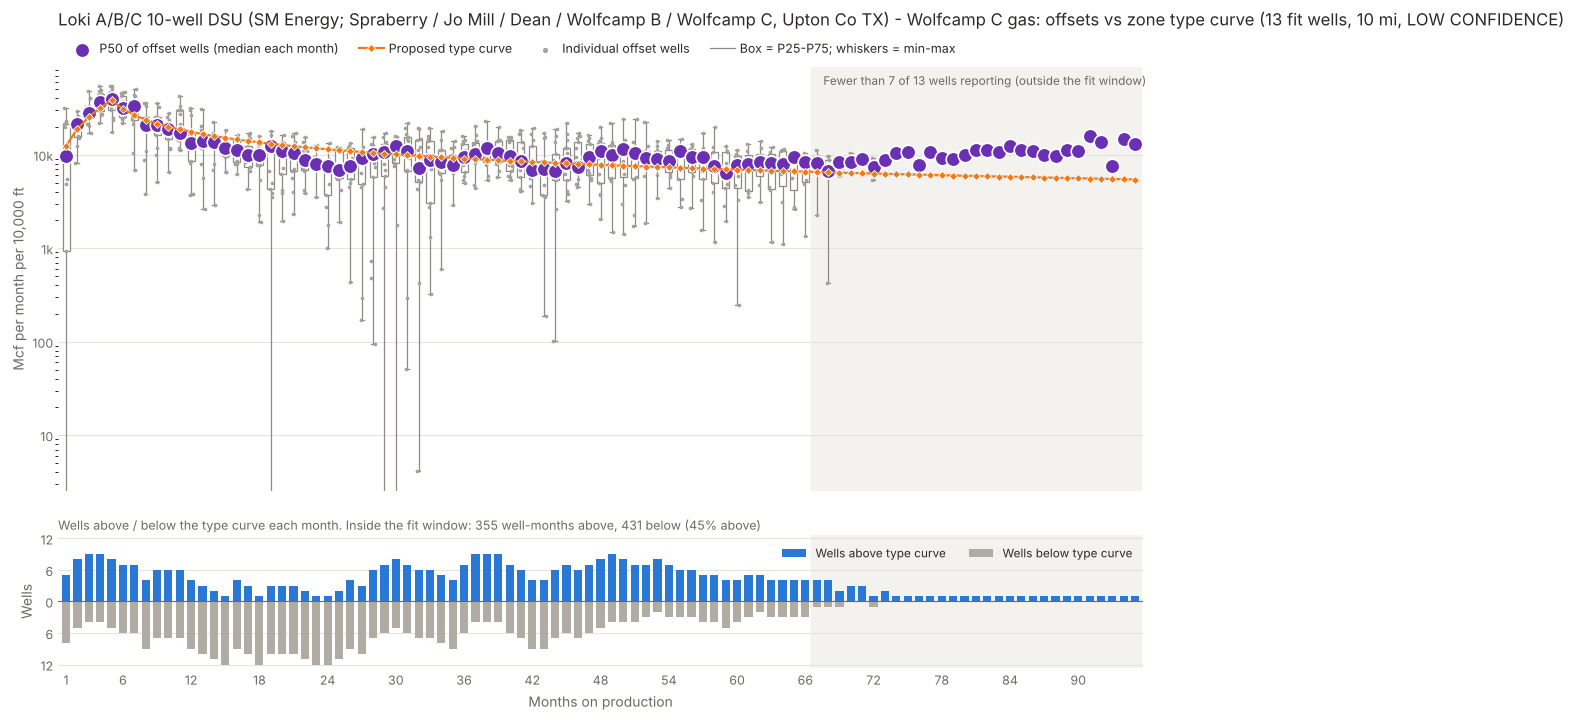 Loki A/B/C 10-well DSU (SM Energy; Spraberry / Jo Mill / Dean / Wolfcamp B / Wolfcamp C, Upton Co TX) - Wolfcamp C gas: offsets vs zone type curve (13 fit wells, 10 mi, LOW CONFIDENCE)
P50 of offset wells (median each month) Proposed type curve Individual offset wells Box = P25-P75; whiskers = min-max
Fewer than 7 of 13 wells reporting (outside the fit window)
Mcf per month per 10,000 ft
10k
1k
100
10
Wells above / below the type curve each month. Inside the fit window: 355 well-months above, 431 below (45% above)
Wells above type curve Wells below type curve
Wells
12
6
0
6
12
1 6 12 18 24 30 36 42 48 54 60 66 72 78 84 90
Months on production